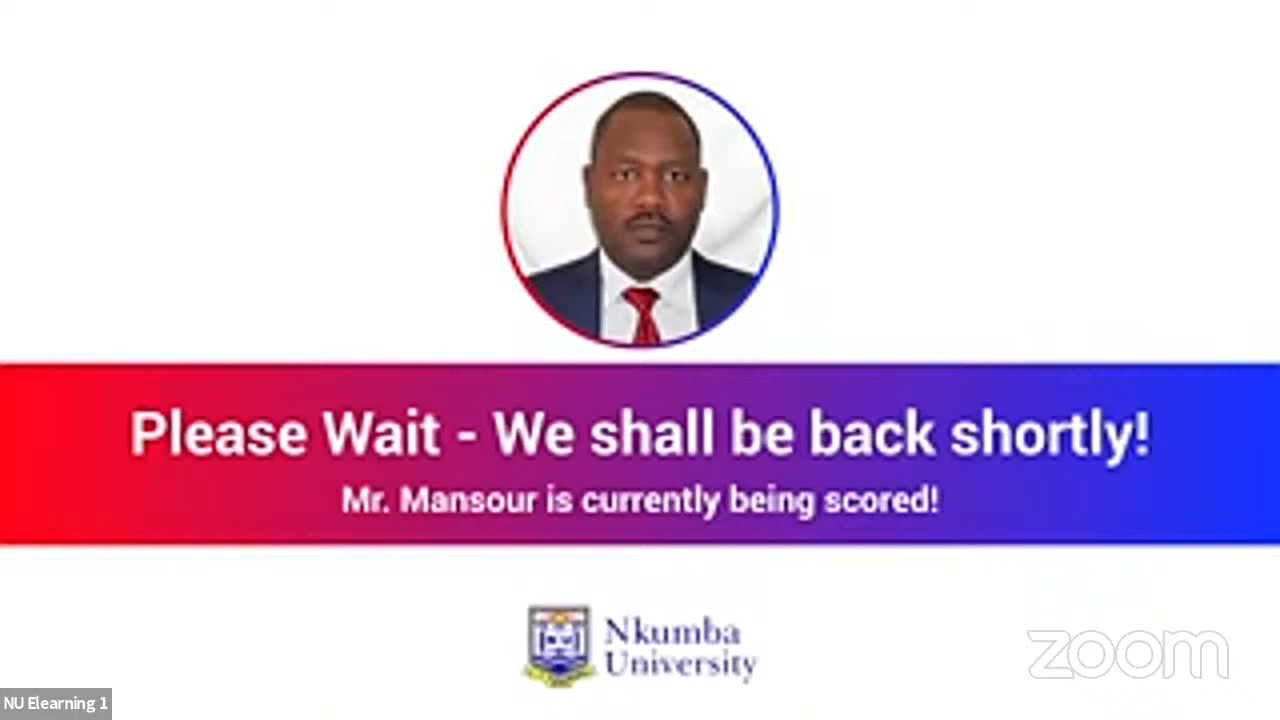 Please Wait - We shall be back shortly!
Mr. Mansour is currently being scored!
Nkumba
University
zoom
NU Elearning 1